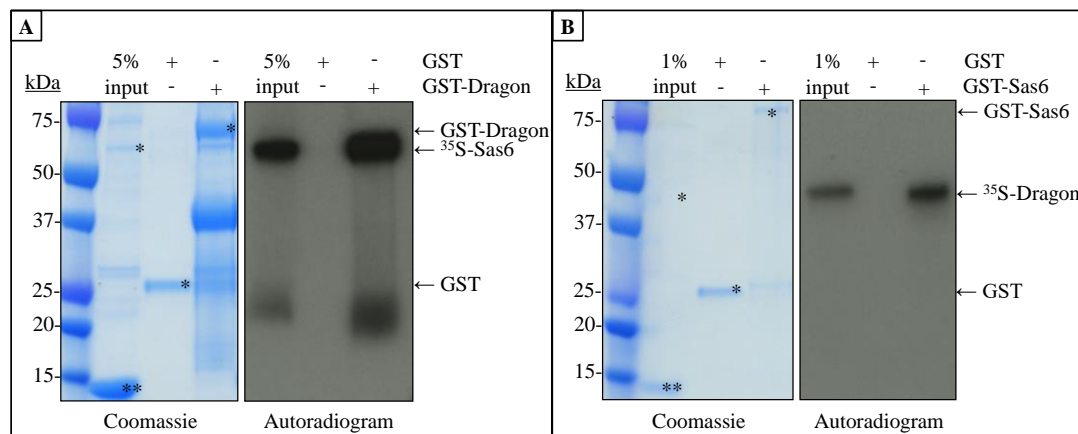 A
5% + - 5% + - GST
kDa input - + input - + GST-Dragon
75- * ← GST-Dragon
* ← ³⁵S-Sas6
50-
37-
* ← GST
25-
20-
15- **
Coomassie Autoradiogram
B
1% + - 1% + - GST
kDa input - + input - + GST-Sas6
75- * ← GST-Sas6
50-
* ← ³⁵S-Dragon
37-
25- * ← GST
20-
15- **
Coomassie Autoradiogram